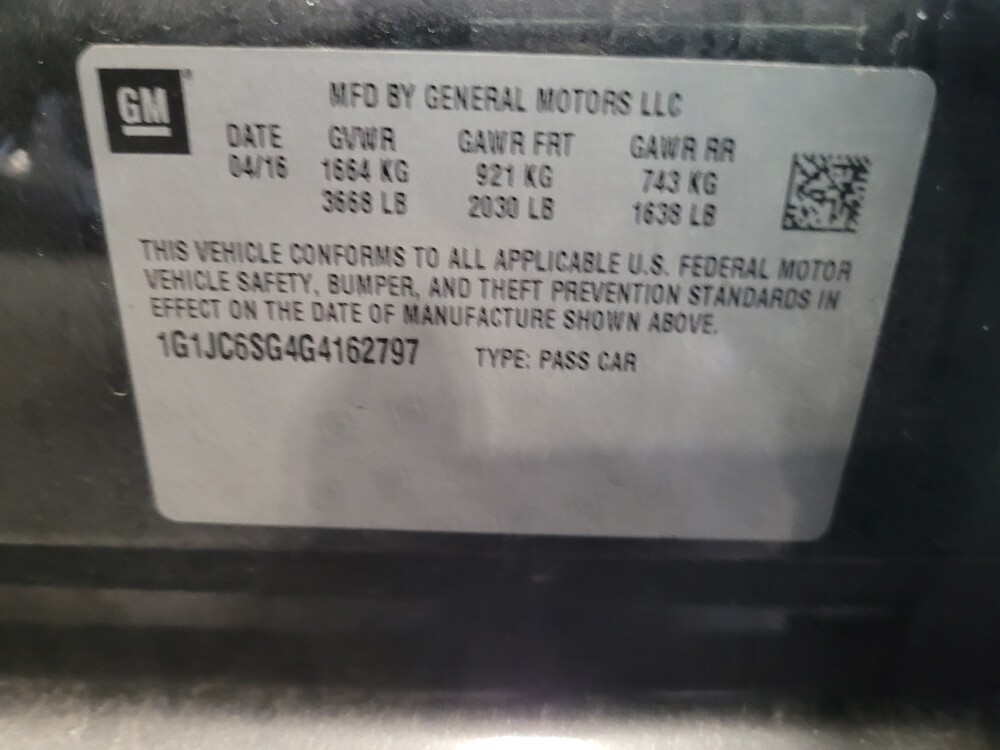 GM
MFD BY GENERAL MOTORS LLC
DATE GVWR GAWR FRT GAWR RR
04/16 1664 KG 921 KG 743 KG
3668 LB 2030 LB 1638 LB
THIS VEHICLE CONFORMS TO ALL APPLICABLE U.S. FEDERAL MOTOR
VEHICLE SAFETY, BUMPER, AND THEFT PREVENTION STANDARDS IN
EFFECT ON THE DATE OF MANUFACTURE SHOWN ABOVE.
1G1JC6SG4G4162797 TYPE: PASS CAR